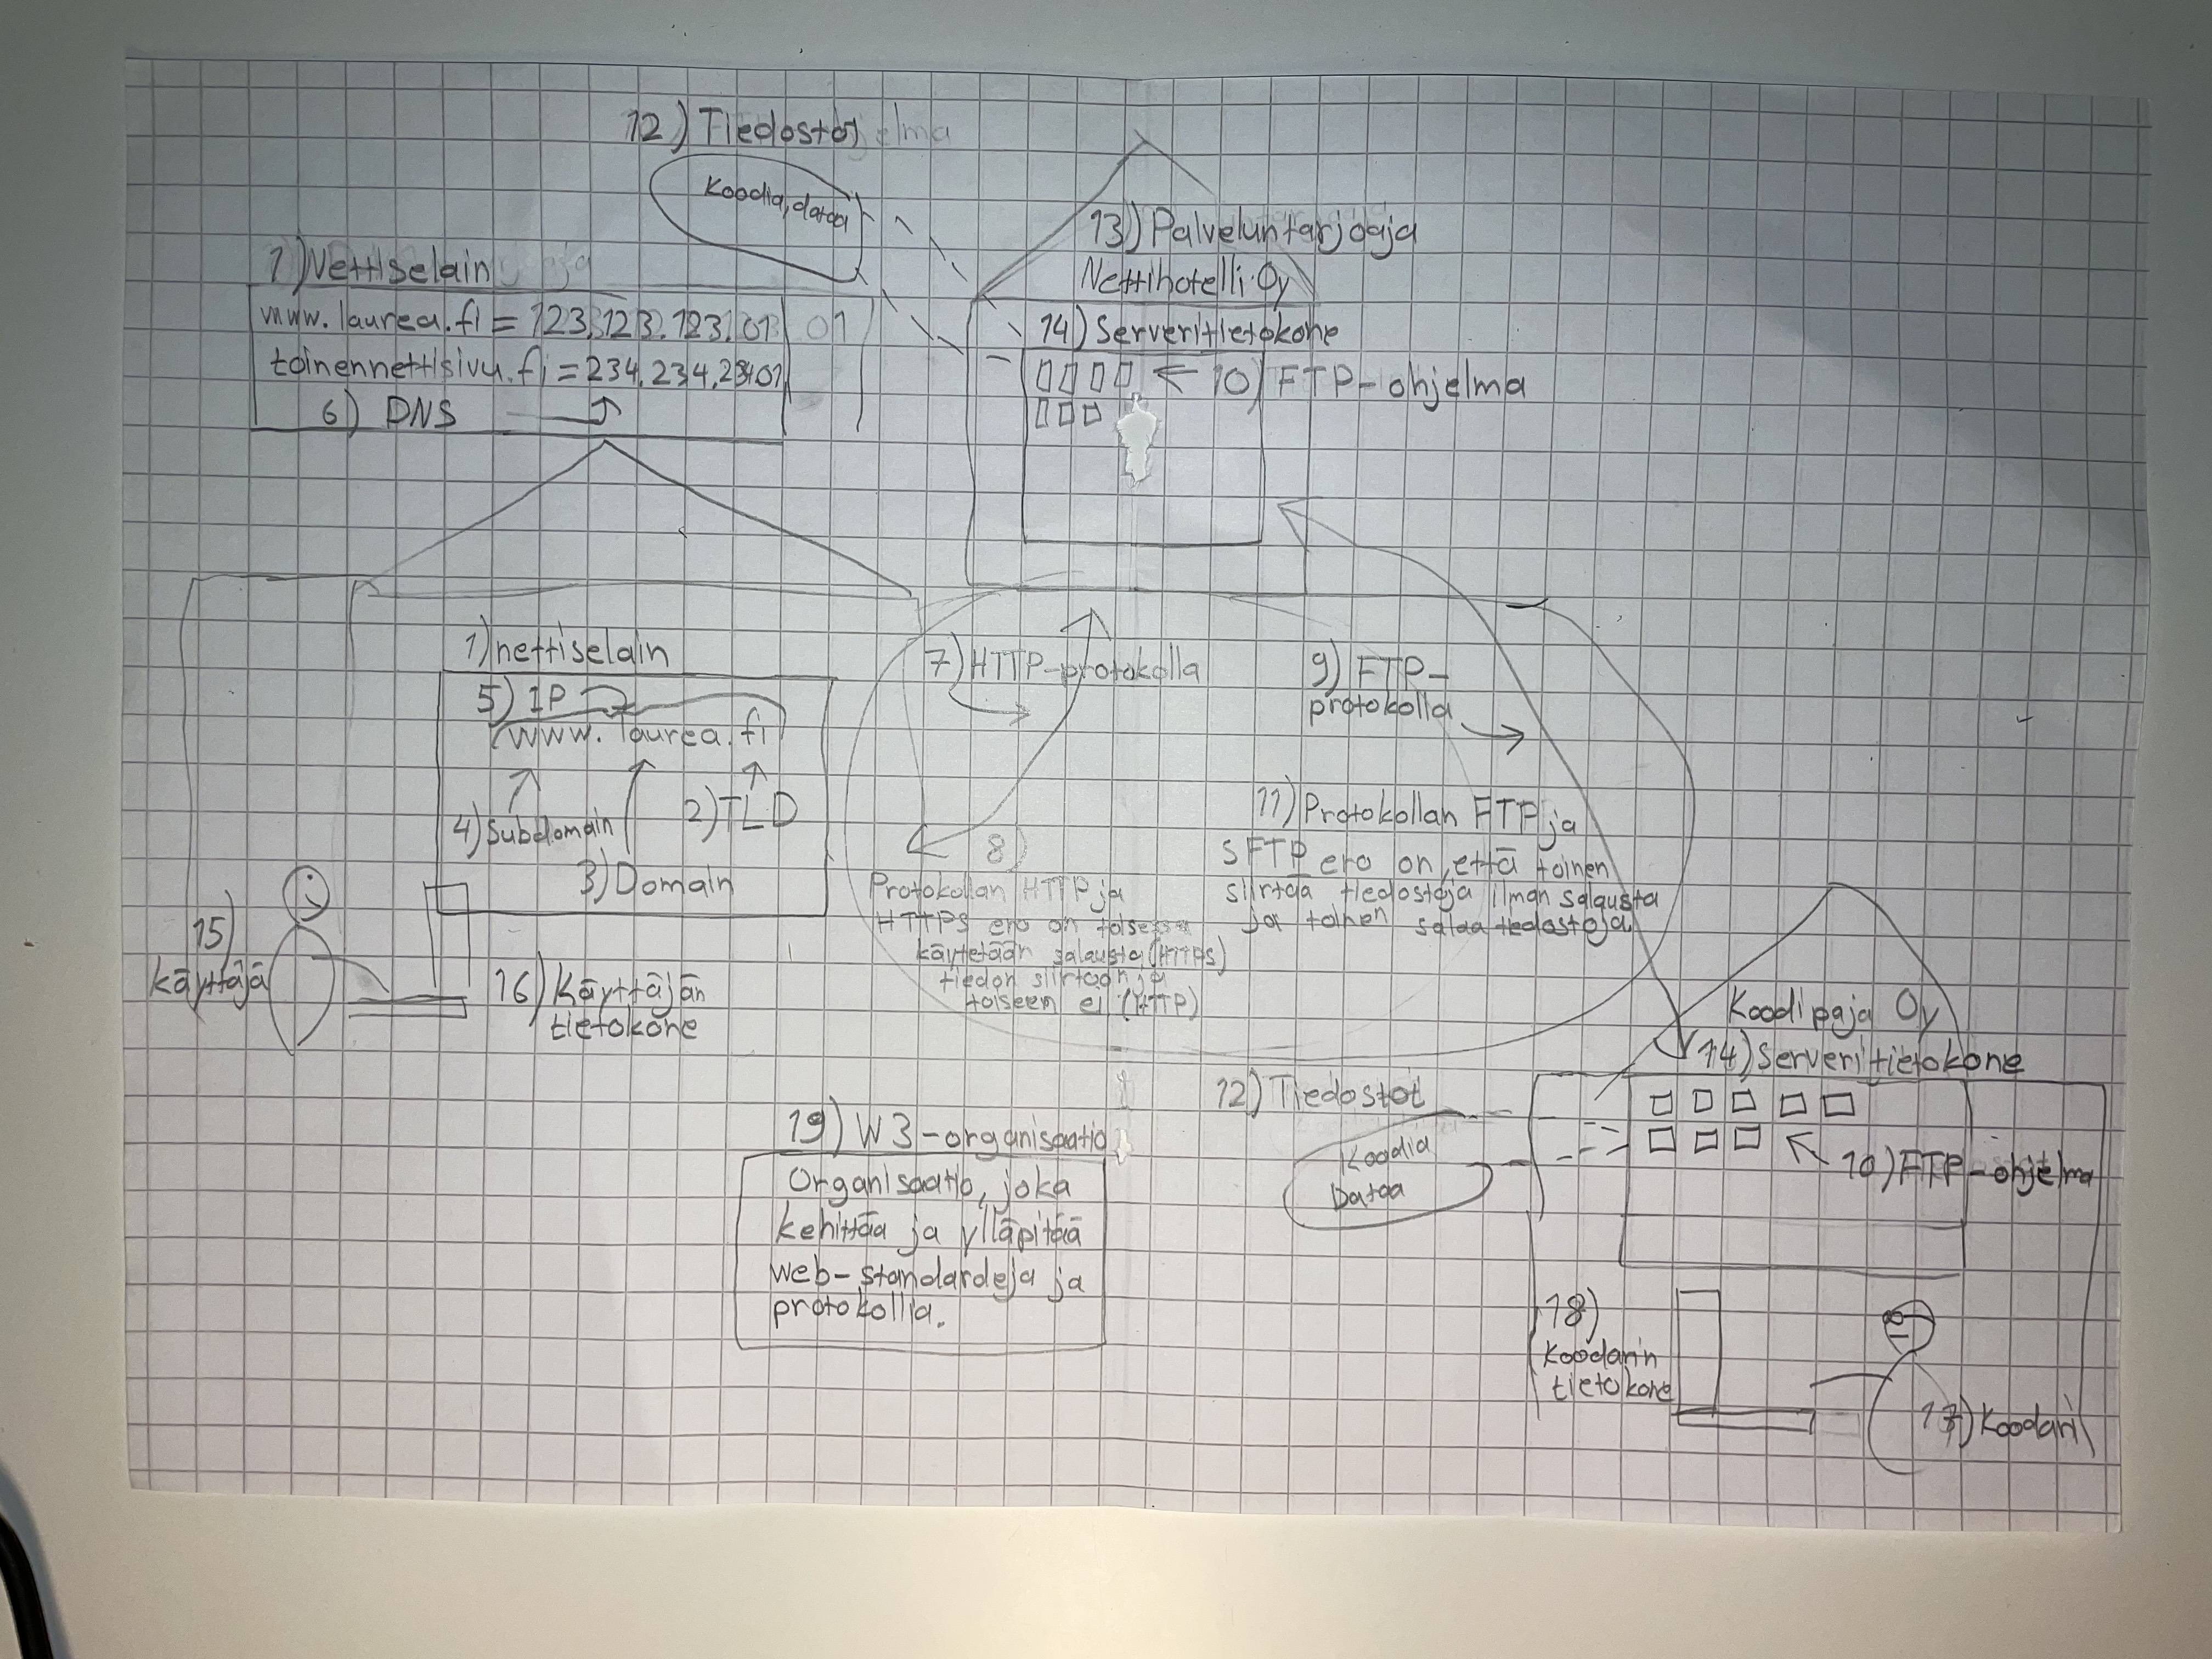 12) Tiedostot
Koodia, dataa
13) Palveluntarjoaja
Nettihotelli Oy
14) Serveritietokone
← 10) FTP-ohjelma
1) Nettiselain
www.laurea.fi = 123.123.123.01
toinennettisivu.fi = 234.234.23401
6) DNS
1) nettiselain
5) IP
www.laurea.fi
4) Subdomain
2) TLD
3) Domain
15)
käyttäjä
16) Käyttäjän
tietokone
7) HTTP-protokolla
8)
Protokollan HTTP ja
HTTPS ero on toisessa
käytetään salausta (HTTPS)
tiedon siirtoon ja
toiseen ei (HTTP)
9) FTP-
protokolla
11) Protokollan FTP ja
SFTP ero on, että toinen
siirtää tiedostoja ilman salausta
ja toinen salaa tiedostoja.
Koodipaja Oy
14) Serveritietokone
10) FTP-ohjelma
12) Tiedostot
Koodia
Dataa
18)
Koodarin
tietokone
17) Koodari
19) W3-organisaatio
Organisaatio, joka
kehittää ja ylläpitää
web-standardeja ja
protokollia.